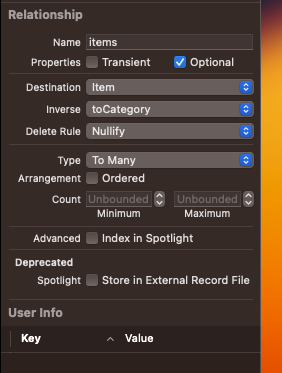 Relationship
Name items
Properties Transient Optional
Destination Item
Inverse toCategory
Delete Rule Nullify
Type To Many
Arrangement Ordered
Count Unbounded Unbounded
Minimum Maximum
Advanced Index in Spotlight
Deprecated
Spotlight Store in External Record File
User Info
Key Value